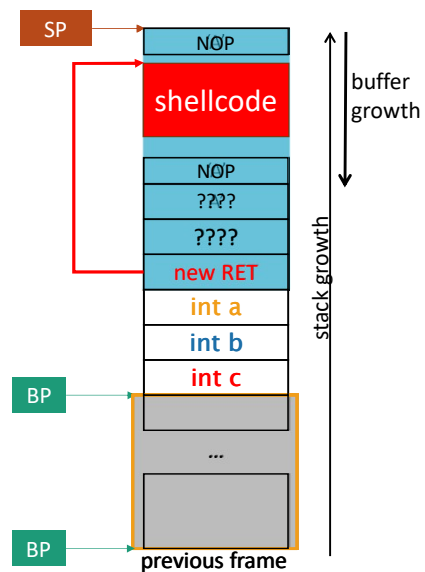 SP
NOP
shellcode
buffer
growth
NOP
????
????
new RET
stack growth
int a
int b
int c
BP
...
BP
previous frame